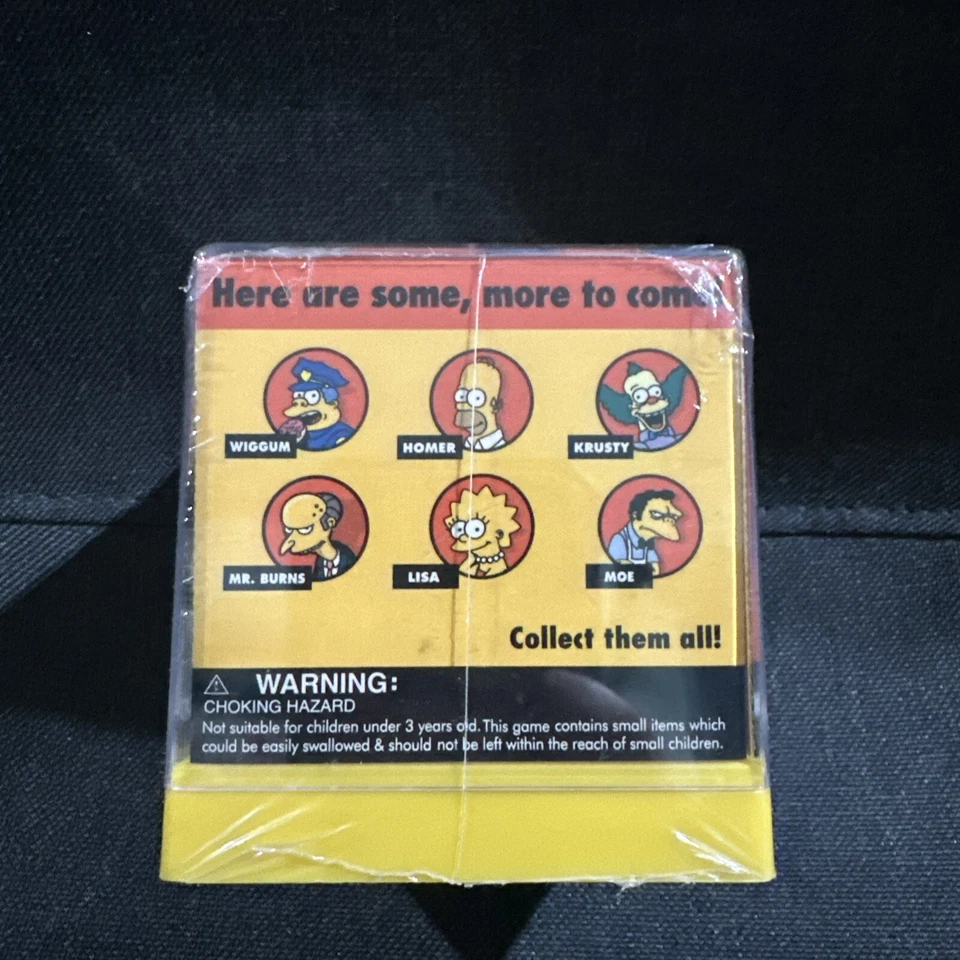 Here are some, more to come!
WIGGUM
HOMER
KRUSTY
MR. BURNS
LISA
MOE
Collect them all!
WARNING:
CHOKING HAZARD
Not suitable for children under 3 years old. This game contains small items which
could be easily swallowed & should not be left within the reach of small children.